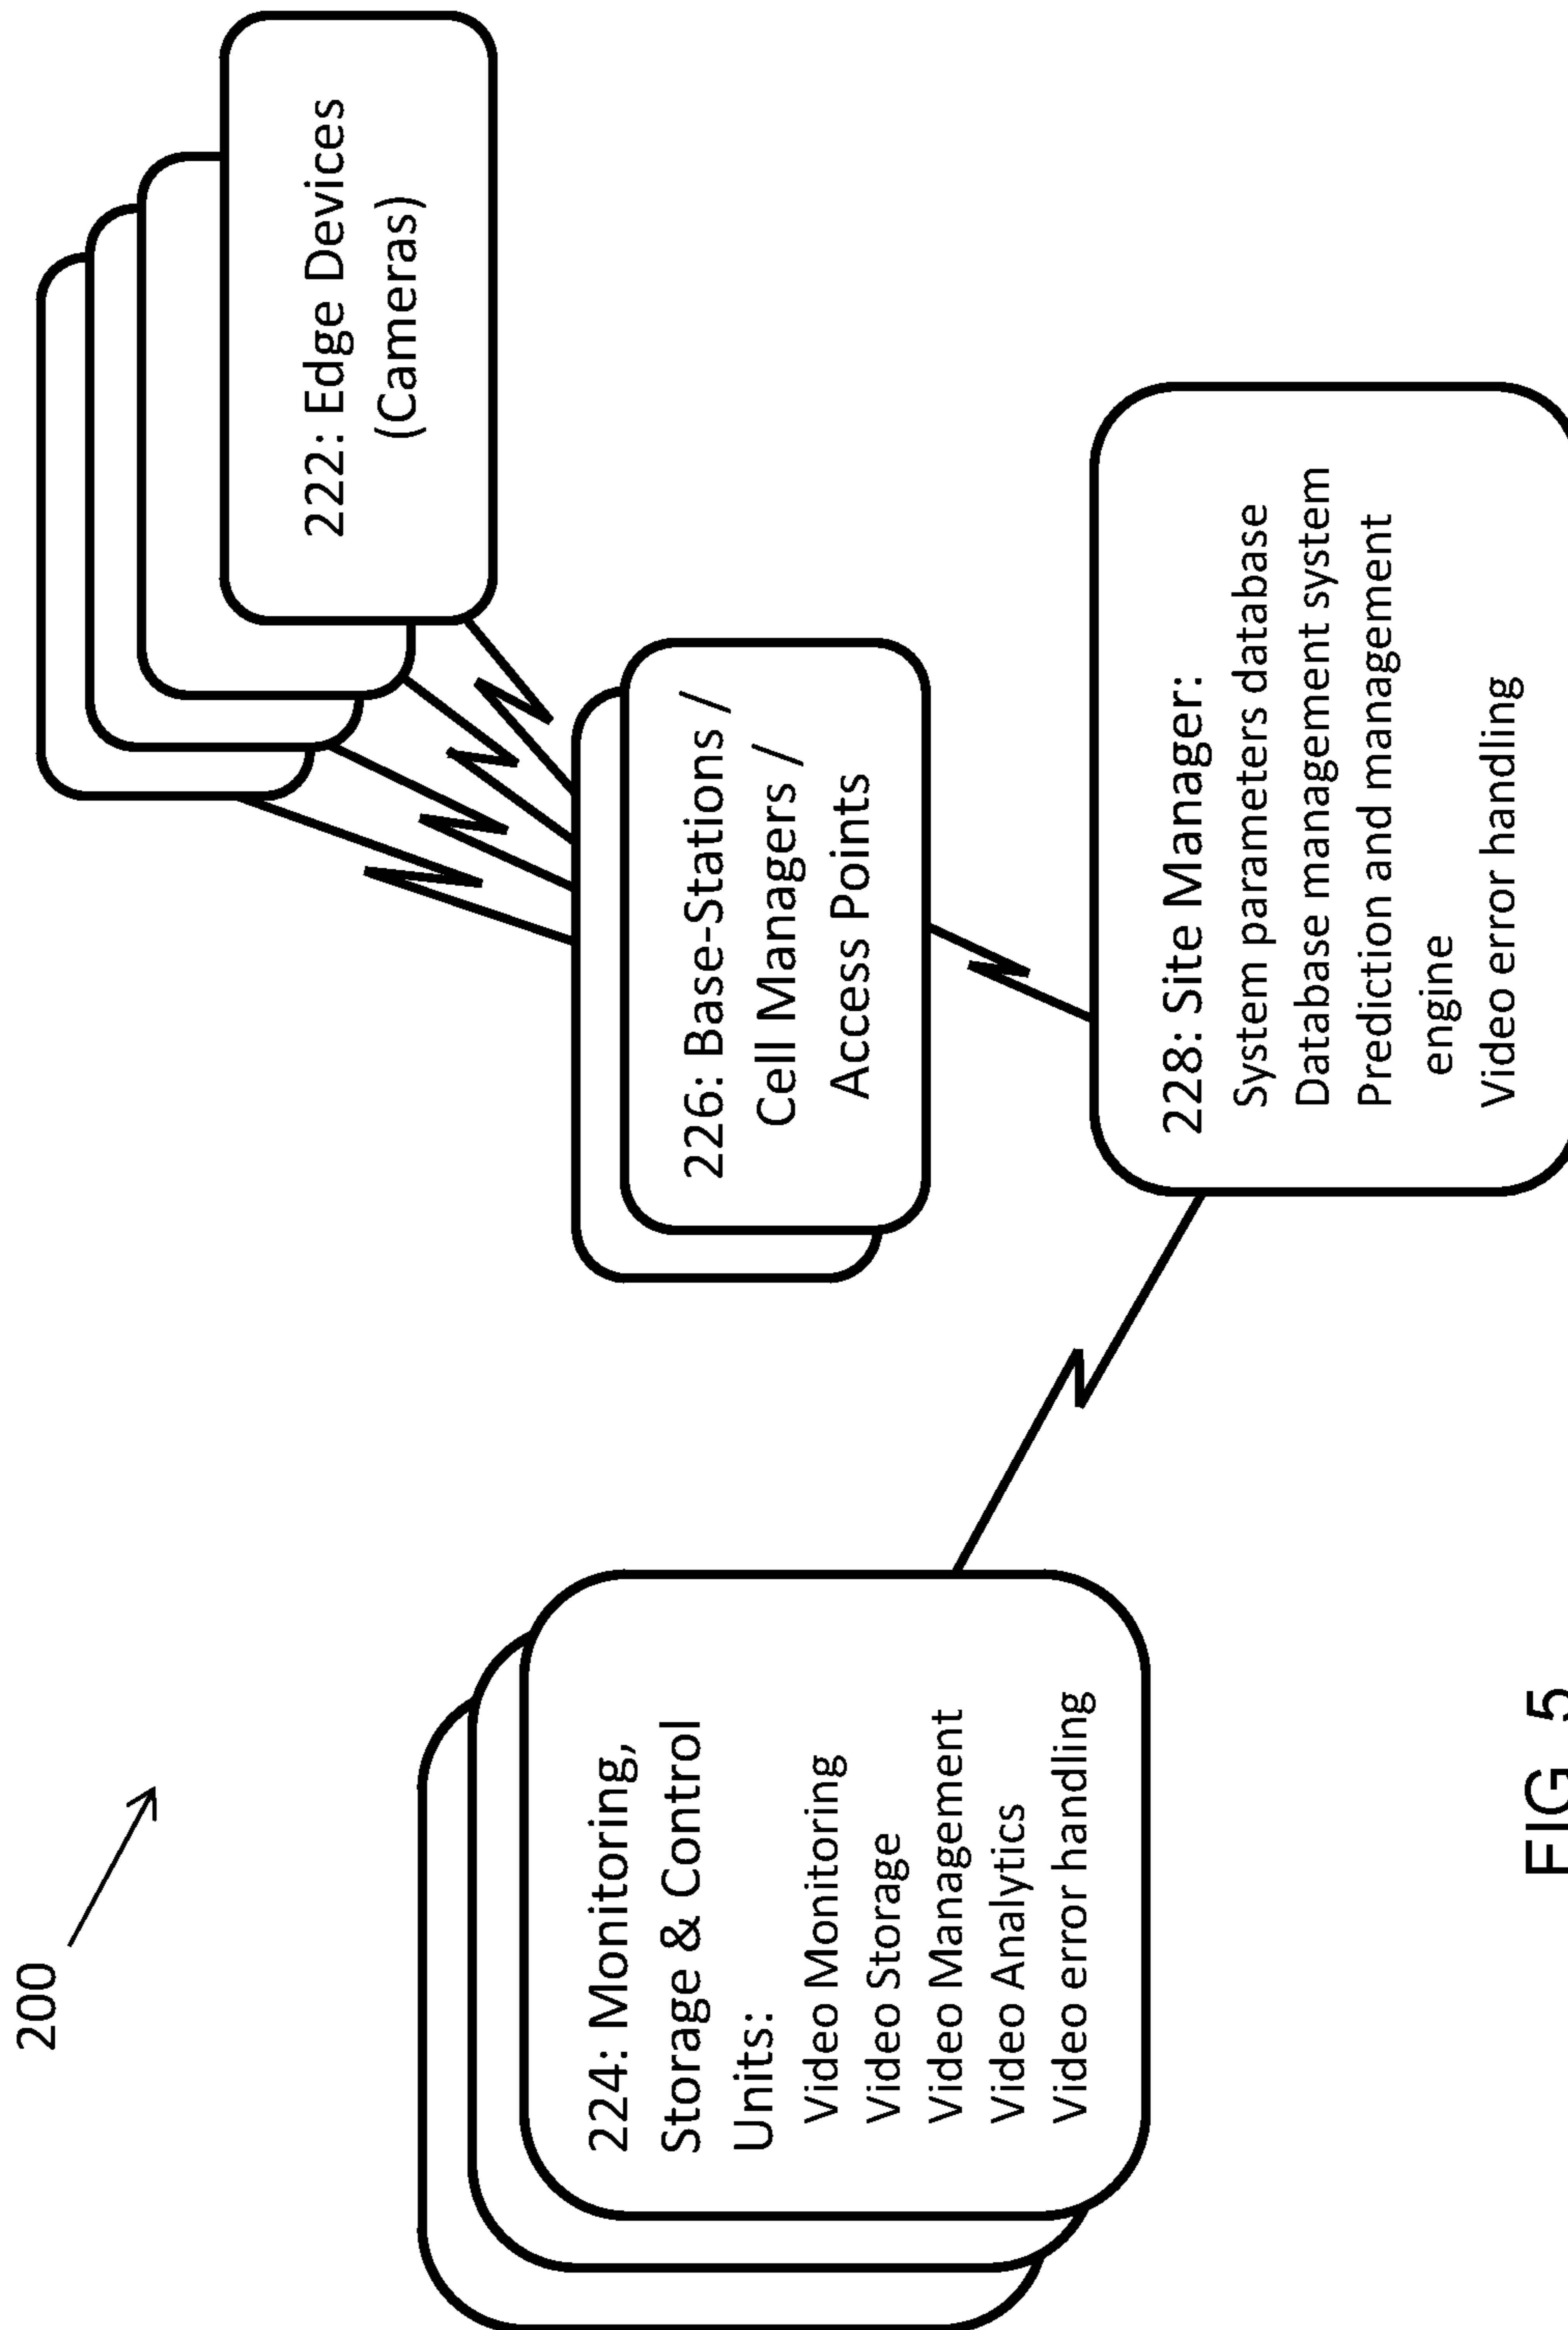 200
222: Edge Devices
(Cameras)
226: Base-Stations /
Cell Managers /
Access Points
224: Monitoring,
Storage & Control
Units:
Video Monitoring
Video Storage
Video Management
Video Analytics
Video error handling
228: Site Manager:
System parameters database
Database management system
Prediction and management
engine
Video error handling
FIG 5